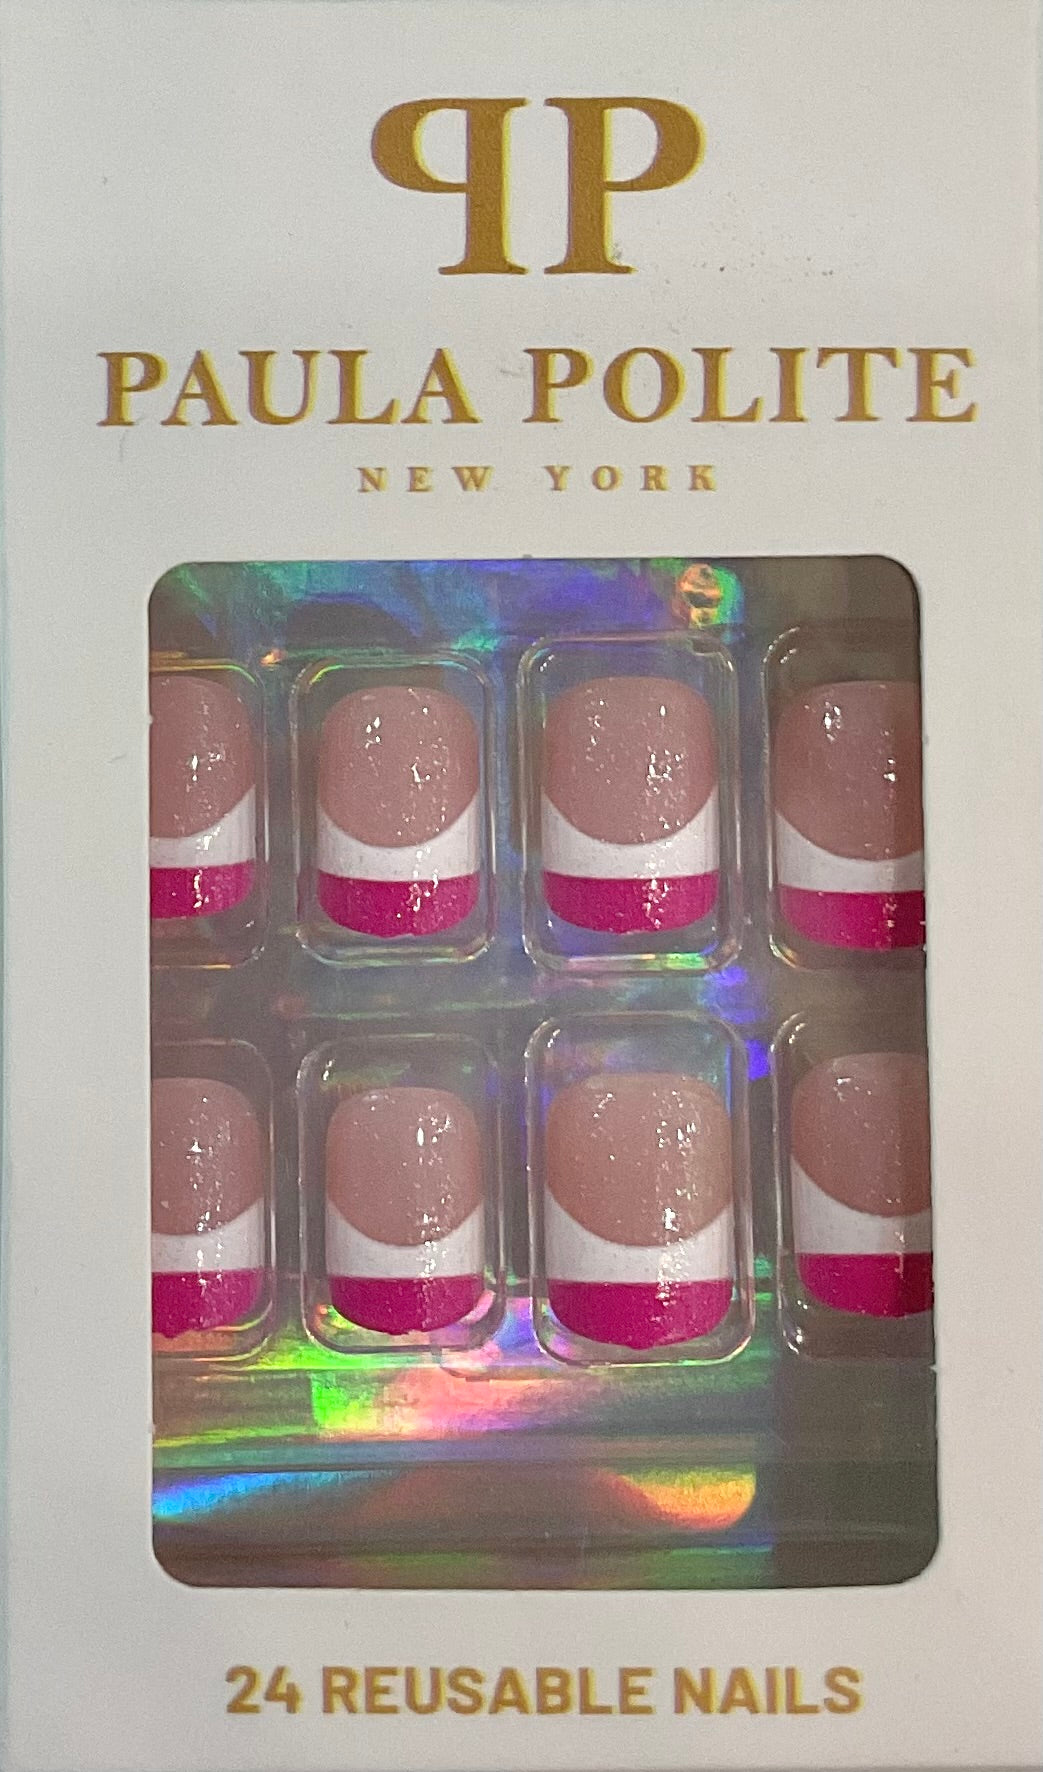 PP
PAULA POLITE
NEW YORK
24 REUSABLE NAILS